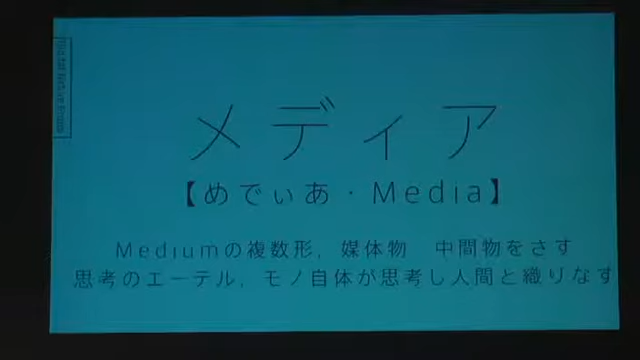 メディア
【めでぃあ・Media】
Mediumの複数形, 媒体物　中間物をさす
思考のエーテル, モノ自体が思考し人間と織りなす